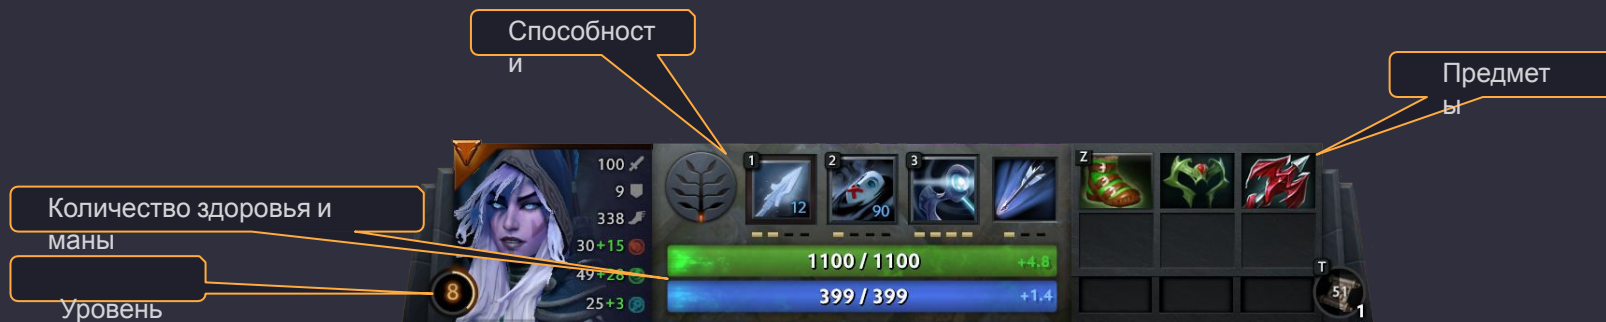 Способност
и
Предмет
ы
Количество здоровья и
маны
Уровень
100
9
338
30+15
49+28
25+3
8
1
12
2
90
3
1100 / 1100
+4.8
399 / 399
+1.4
Z
T
51
1